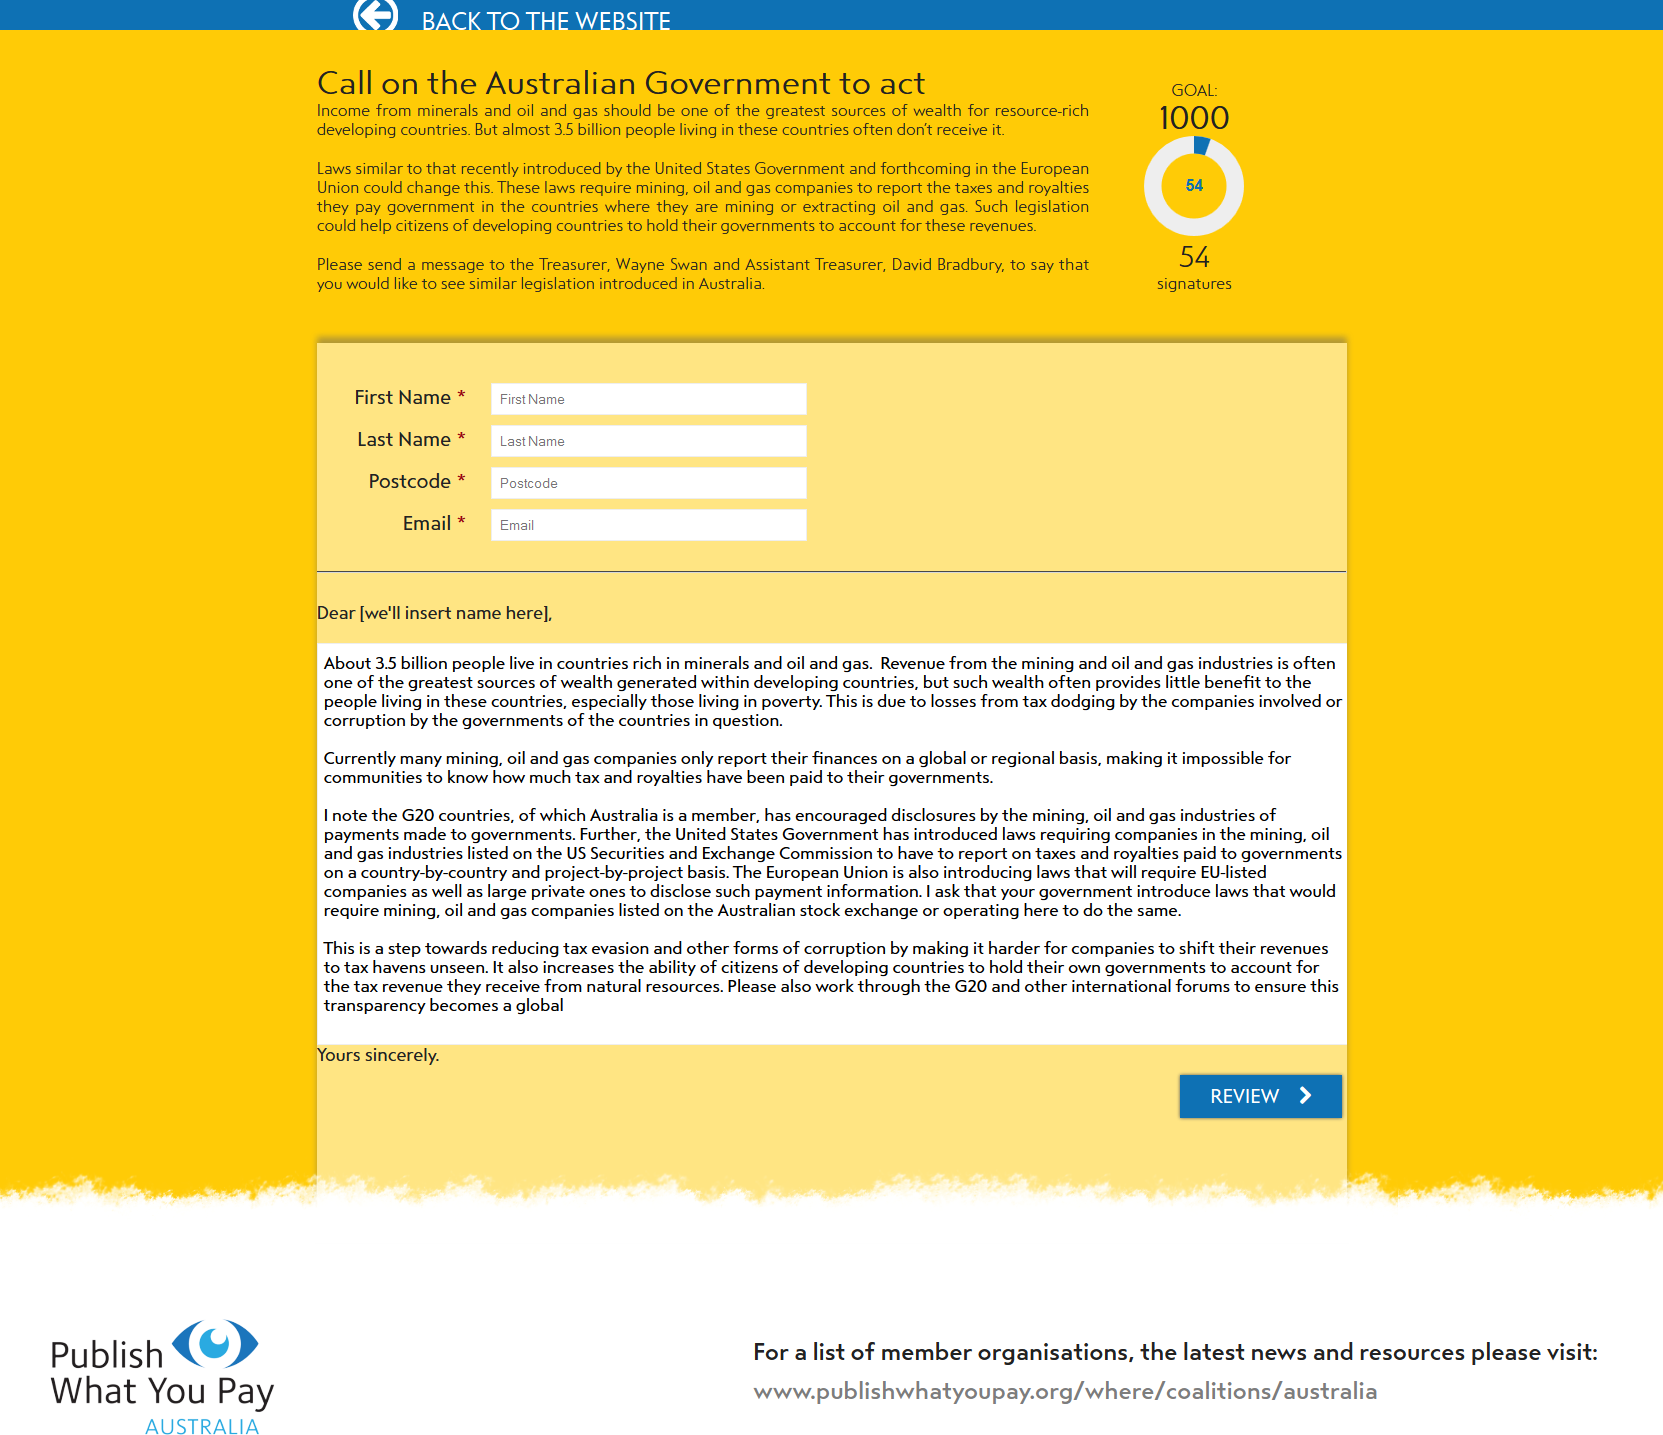 BACK TO THE WEBSITE
Call on the Australian Government to act
Income from minerals and oil and gas should be one of the greatest sources of wealth for resource-rich
developing countries. But almost 3.5 billion people living in these countries often don't receive it.
Laws similar to that recently introduced by the United States Government and forthcoming in the European
Union could change this. These laws require mining, oil and gas companies to report the taxes and royalties
they pay government in the countries where they are mining or extracting oil and gas. Such legislation
could help citizens of developing countries to hold their governments to account for these revenues.
Please send a message to the Treasurer, Wayne Swan and Assistant Treasurer, David Bradbury, to say that
you would like to see similar legislation introduced in Australia.
GOAL:
1000
54
54
signatures
First Name * First Name
Last Name * Last Name
Postcode * Postcode
Email * Email
Dear [we'll insert name here],
About 3.5 billion people live in countries rich in minerals and oil and gas.  Revenue from the mining and oil and gas industries is often
one of the greatest sources of wealth generated within developing countries, but such wealth often provides little benefit to the
people living in these countries, especially those living in poverty. This is due to losses from tax dodging by the companies involved or
corruption by the governments of the countries in question.
Currently many mining, oil and gas companies only report their finances on a global or regional basis, making it impossible for
communities to know how much tax and royalties have been paid to their governments.
I note the G20 countries, of which Australia is a member, has encouraged disclosures by the mining, oil and gas industries of
payments made to governments. Further, the United States Government has introduced laws requiring companies in the mining, oil
and gas industries listed on the US Securities and Exchange Commission to have to report on taxes and royalties paid to governments
on a country-by-country and project-by-project basis. The European Union is also introducing laws that will require EU-listed
companies as well as large private ones to disclose such payment information. I ask that your government introduce laws that would
require mining, oil and gas companies listed on the Australian stock exchange or operating here to do the same.
This is a step towards reducing tax evasion and other forms of corruption by making it harder for companies to shift their revenues
to tax havens unseen. It also increases the ability of citizens of developing countries to hold their own governments to account for
the tax revenue they receive from natural resources. Please also work through the G20 and other international forums to ensure this
transparency becomes a global
Yours sincerely.
REVIEW
Publish
What You Pay
AUSTRALIA
For a list of member organisations, the latest news and resources please visit:
www.publishwhatyoupay.org/where/coalitions/australia